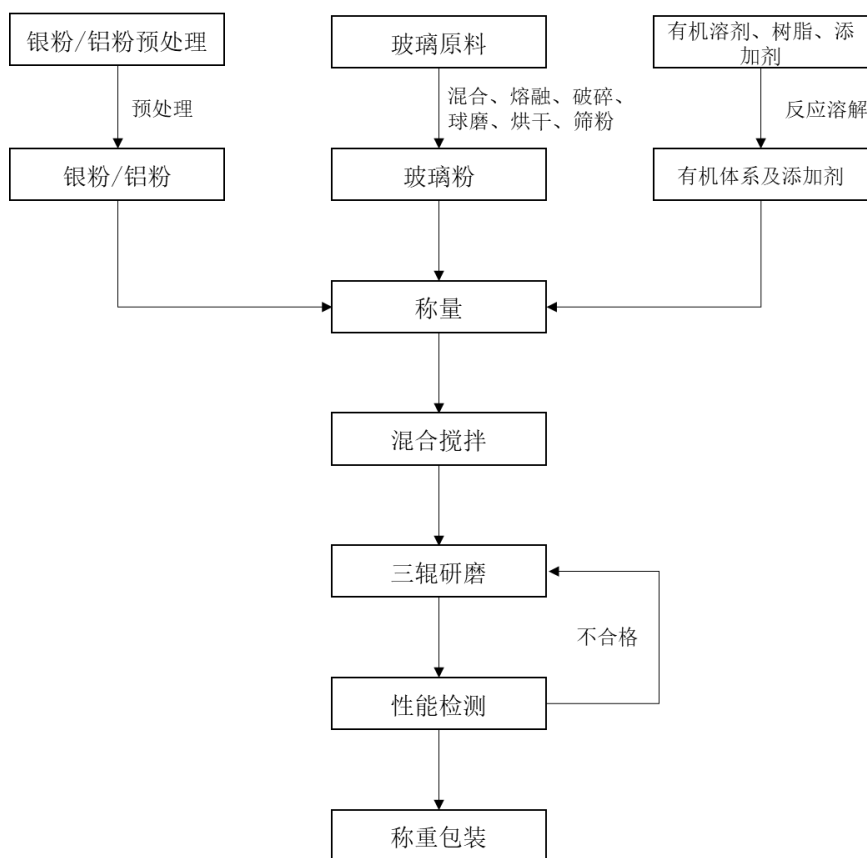 银粉/铝粉预处理
玻璃原料
有机溶剂、树脂、添
加剂
预处理
混合、熔融、破碎、
球磨、烘干、筛粉
反应溶解
银粉/铝粉
玻璃粉
有机体系及添加剂
称量
混合搅拌
三辊研磨
不合格
性能检测
称重包装